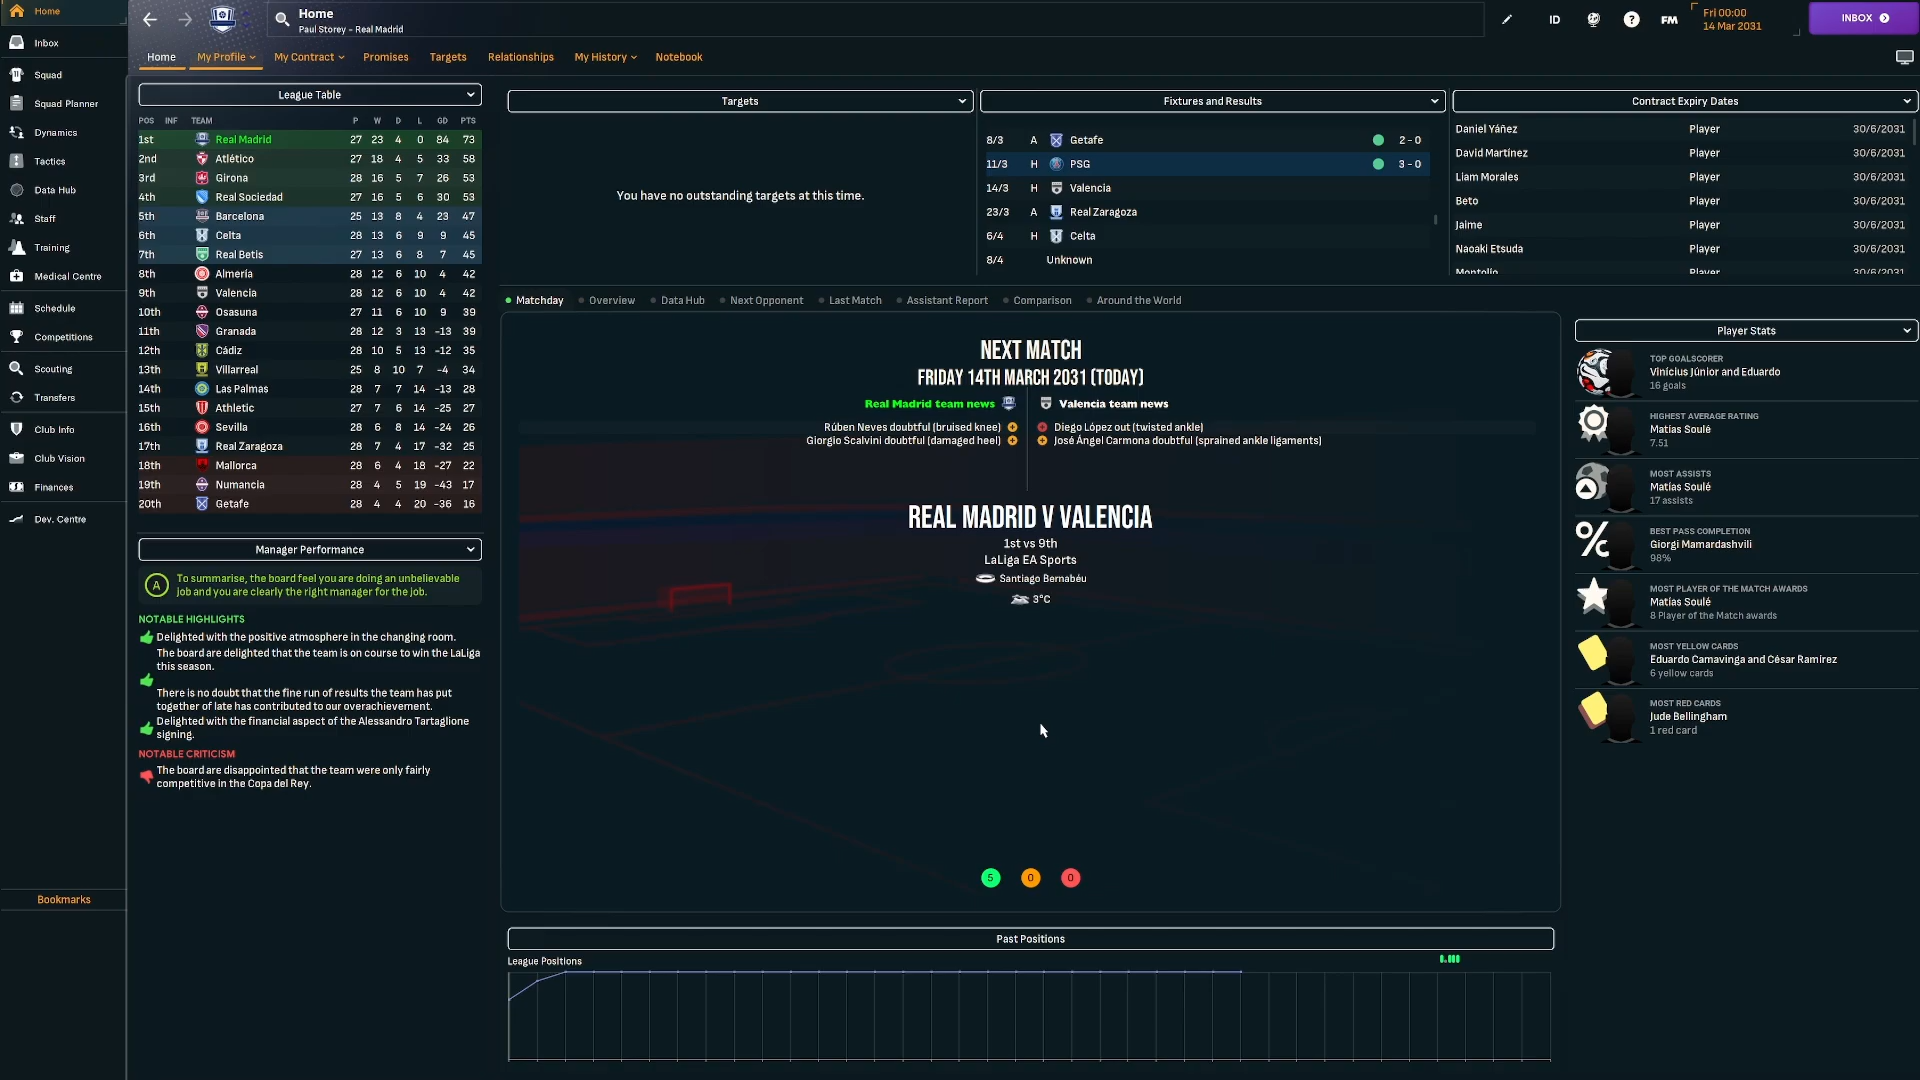 Home
Inbox
Squad
Squad Planner
Dynamics
Tactics
Data Hub
Staff
Training
Medical Centre
Schedule
Competitions
Scouting
Transfers
Club Info
Club Vision
Finances
Dev. Centre
Bookmarks
Home
Paul Storey - Real Madrid
ID
?
FM
Fri 00:00
14 Mar 2031
INBOX
Home My Profile My Contract Promises Targets Relationships My History Notebook
League Table
POS INF TEAM P W D L GD PTS
1st Real Madrid 27 23 4 0 84 73
2nd Atlético 27 18 4 5 33 58
3rd Girona 28 16 5 7 26 53
4th Real Sociedad 27 16 5 6 30 53
5th Barcelona 25 13 8 4 23 47
6th Celta 28 13 6 9 9 45
7th Real Betis 27 13 6 8 7 45
8th Almería 28 12 6 10 4 42
9th Valencia 28 12 6 10 4 42
10th Osasuna 27 11 6 10 9 39
11th Granada 28 12 3 13 -13 39
12th Cádiz 28 10 5 13 -12 35
13th Villarreal 25 8 10 7 -4 34
14th Las Palmas 28 7 7 14 -13 28
15th Athletic 27 7 6 14 -25 27
16th Sevilla 28 6 8 14 -24 26
17th Real Zaragoza 28 7 4 17 -32 25
18th Mallorca 28 6 4 18 -27 22
19th Numancia 28 4 5 19 -43 17
20th Getafe 28 4 4 20 -36 16
Manager Performance
A
To summarise, the board feel you are doing an unbelievable
job and you are clearly the right manager for the job.
NOTABLE HIGHLIGHTS
Delighted with the positive atmosphere in the changing room.
The board are delighted that the team is on course to win the LaLiga
this season.
There is no doubt that the fine run of results the team has put
together of late has contributed to our overachievement.
Delighted with the financial aspect of the Alessandro Tartaglione
signing.
NOTABLE CRITICISM
The board are disappointed that the team were only fairly
competitive in the Copa del Rey.
Targets
You have no outstanding targets at this time.
Fixtures and Results
8/3 A Getafe 2 - 0
11/3 H PSG 3 - 0
14/3 H Valencia
23/3 A Real Zaragoza
6/4 H Celta
8/4 Unknown
Contract Expiry Dates
Daniel Yáñez Player 30/6/2031
David Martínez Player 30/6/2031
Liam Morales Player 30/6/2031
Beto Player 30/6/2031
Jaime Player 30/6/2031
Naoaki Etsuda Player 30/6/2031
Montolio Player 30/6/2031
Matchday Overview Data Hub Next Opponent Last Match Assistant Report Comparison Around the World
NEXT MATCH
FRIDAY 14TH MARCH 2031 (TODAY)
Real Madrid team news
Valencia team news
Rúben Neves doubtful (bruised knee)
Diego López out (twisted ankle)
Giorgio Scalvini doubtful (damaged heel)
José Ángel Carmona doubtful (sprained ankle ligaments)
REAL MADRID V VALENCIA
1st vs 9th
LaLiga EA Sports
Santiago Bernabéu
3°C
5 0 0
Past Positions
League Positions
Player Stats
TOP GOALSCORER
Vinícius Júnior and Eduardo
16 goals
HIGHEST AVERAGE RATING
Matías Soulé
7.51
MOST ASSISTS
Matías Soulé
17 assists
%
BEST PASS COMPLETION
Giorgi Mamardashvili
98%
MOST PLAYER OF THE MATCH AWARDS
Matías Soulé
8 Player of the Match awards
MOST YELLOW CARDS
Eduardo Camavinga and César Ramírez
6 yellow cards
MOST RED CARDS
Jude Bellingham
1 red card